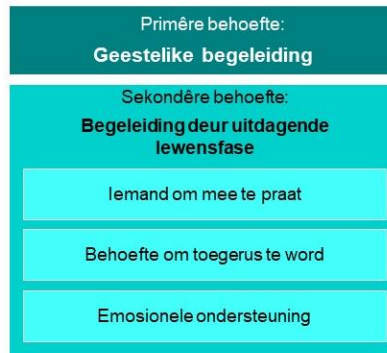 Primêre behoefte:
Geestelike begeleiding
Sekondêre behoefte:
Begeleiding deur uitdagende
lewensfase
Iemand om mee te praat
Behoefte om toegerus te word
Emosionele ondersteuning